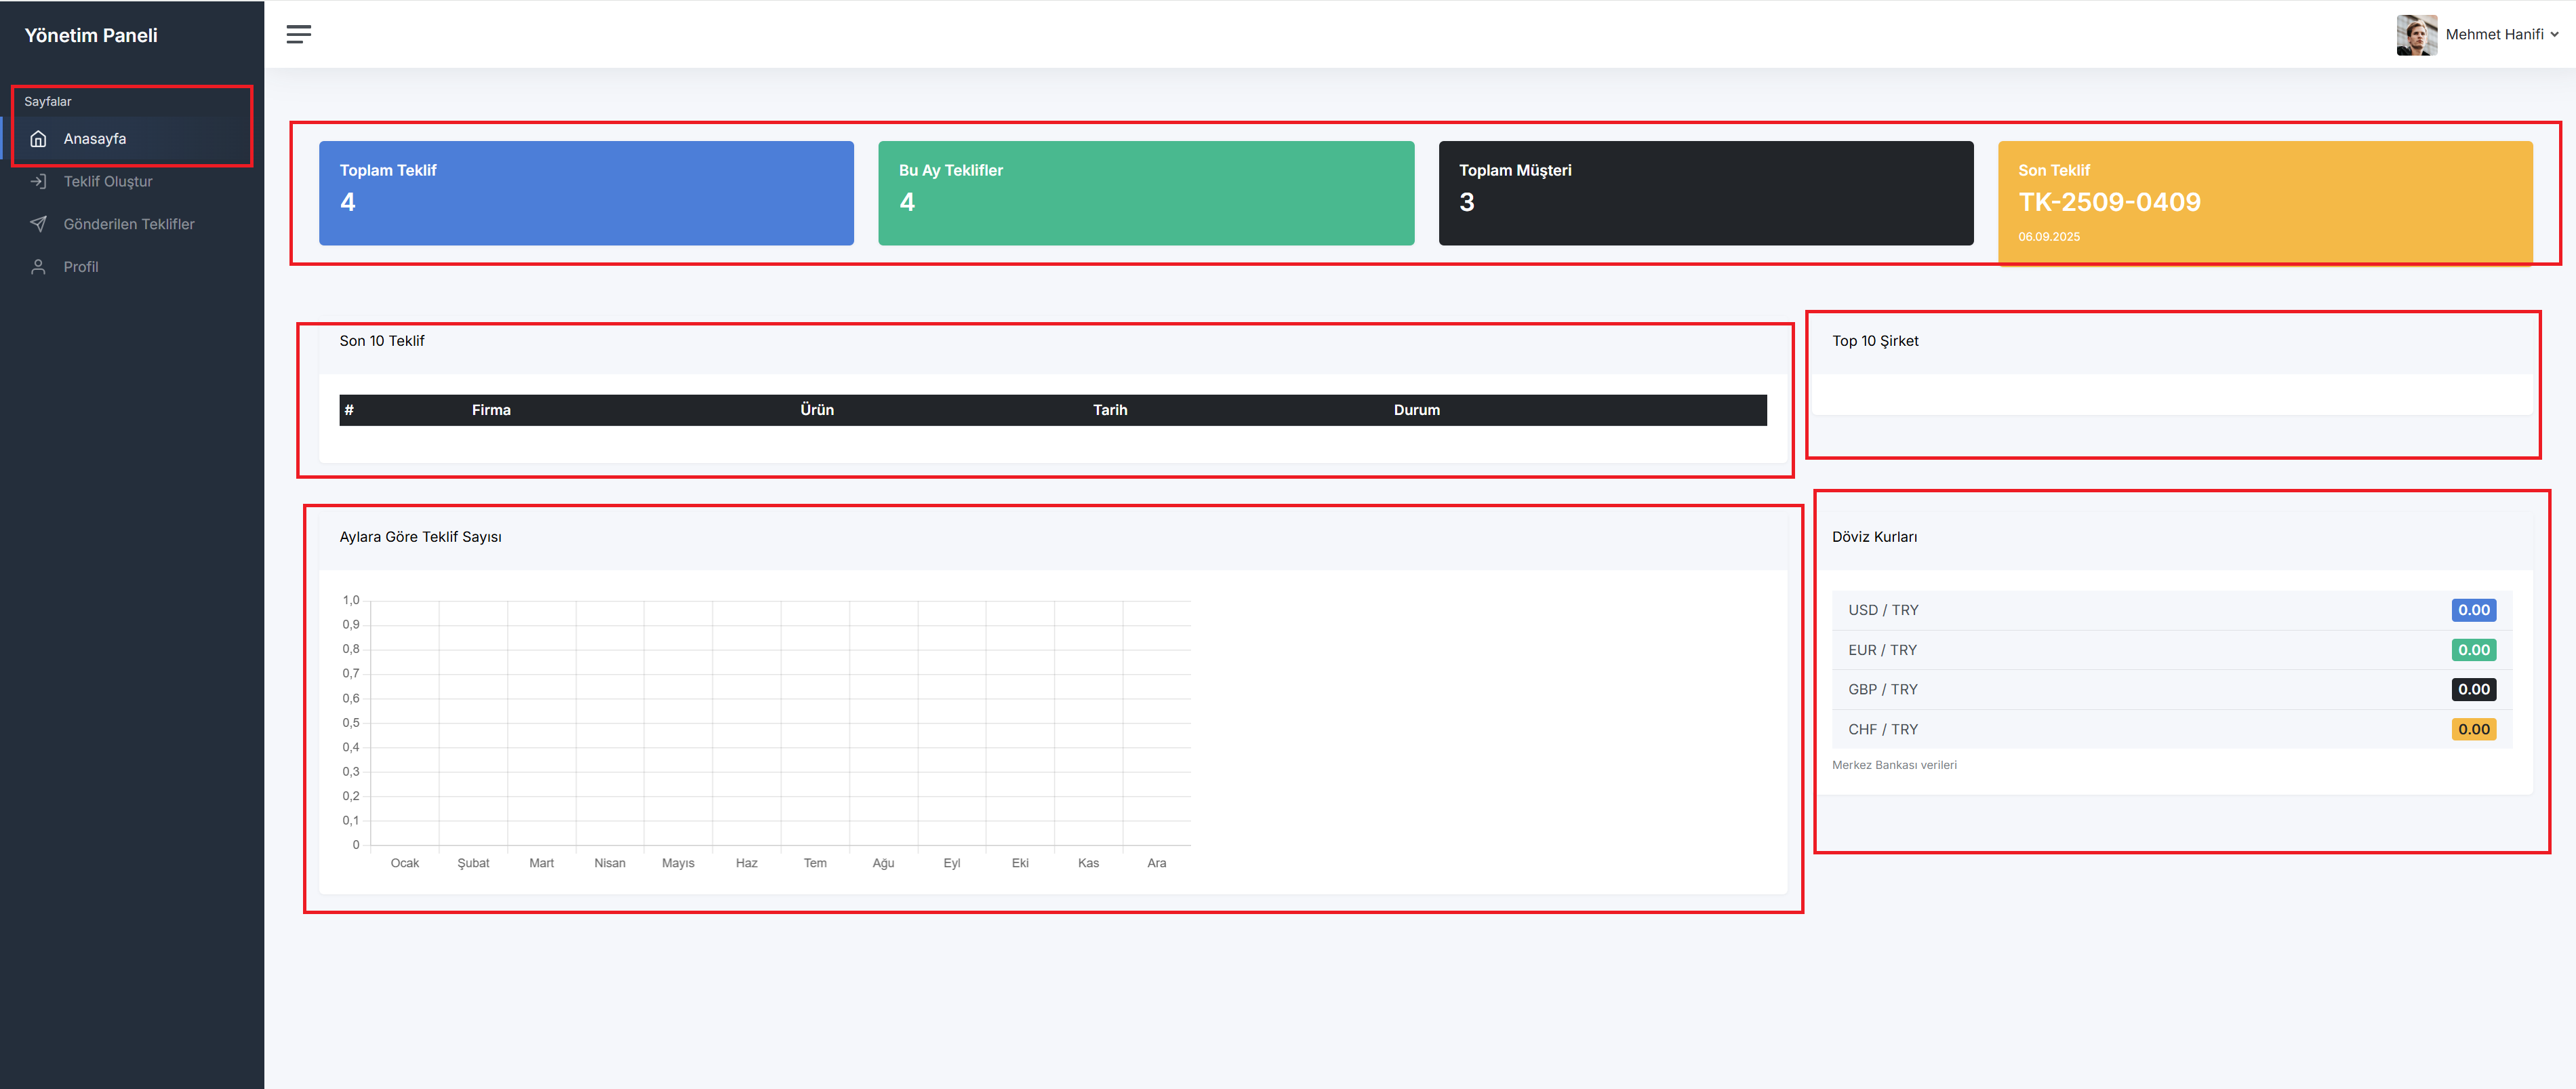 Yönetim Paneli
Mehmet Hanifi
Sayfalar
Anasayfa
Teklif Oluştur
Gönderilen Teklifler
Profil
Toplam Teklif
4
Bu Ay Teklifler
4
Toplam Müşteri
3
Son Teklif
TK-2509-0409
06.09.2025
Son 10 Teklif
# Firma Ürün Tarih Durum
Top 10 Şirket
Aylara Göre Teklif Sayısı
1,0
0,9
0,8
0,7
0,6
0,5
0,4
0,3
0,2
0,1
0
Ocak Şubat Mart Nisan Mayıs Haz Tem Ağu Eyl Eki Kas Ara
Döviz Kurları
USD / TRY 0.00
EUR / TRY 0.00
GBP / TRY 0.00
CHF / TRY 0.00
Merkez Bankası verileri